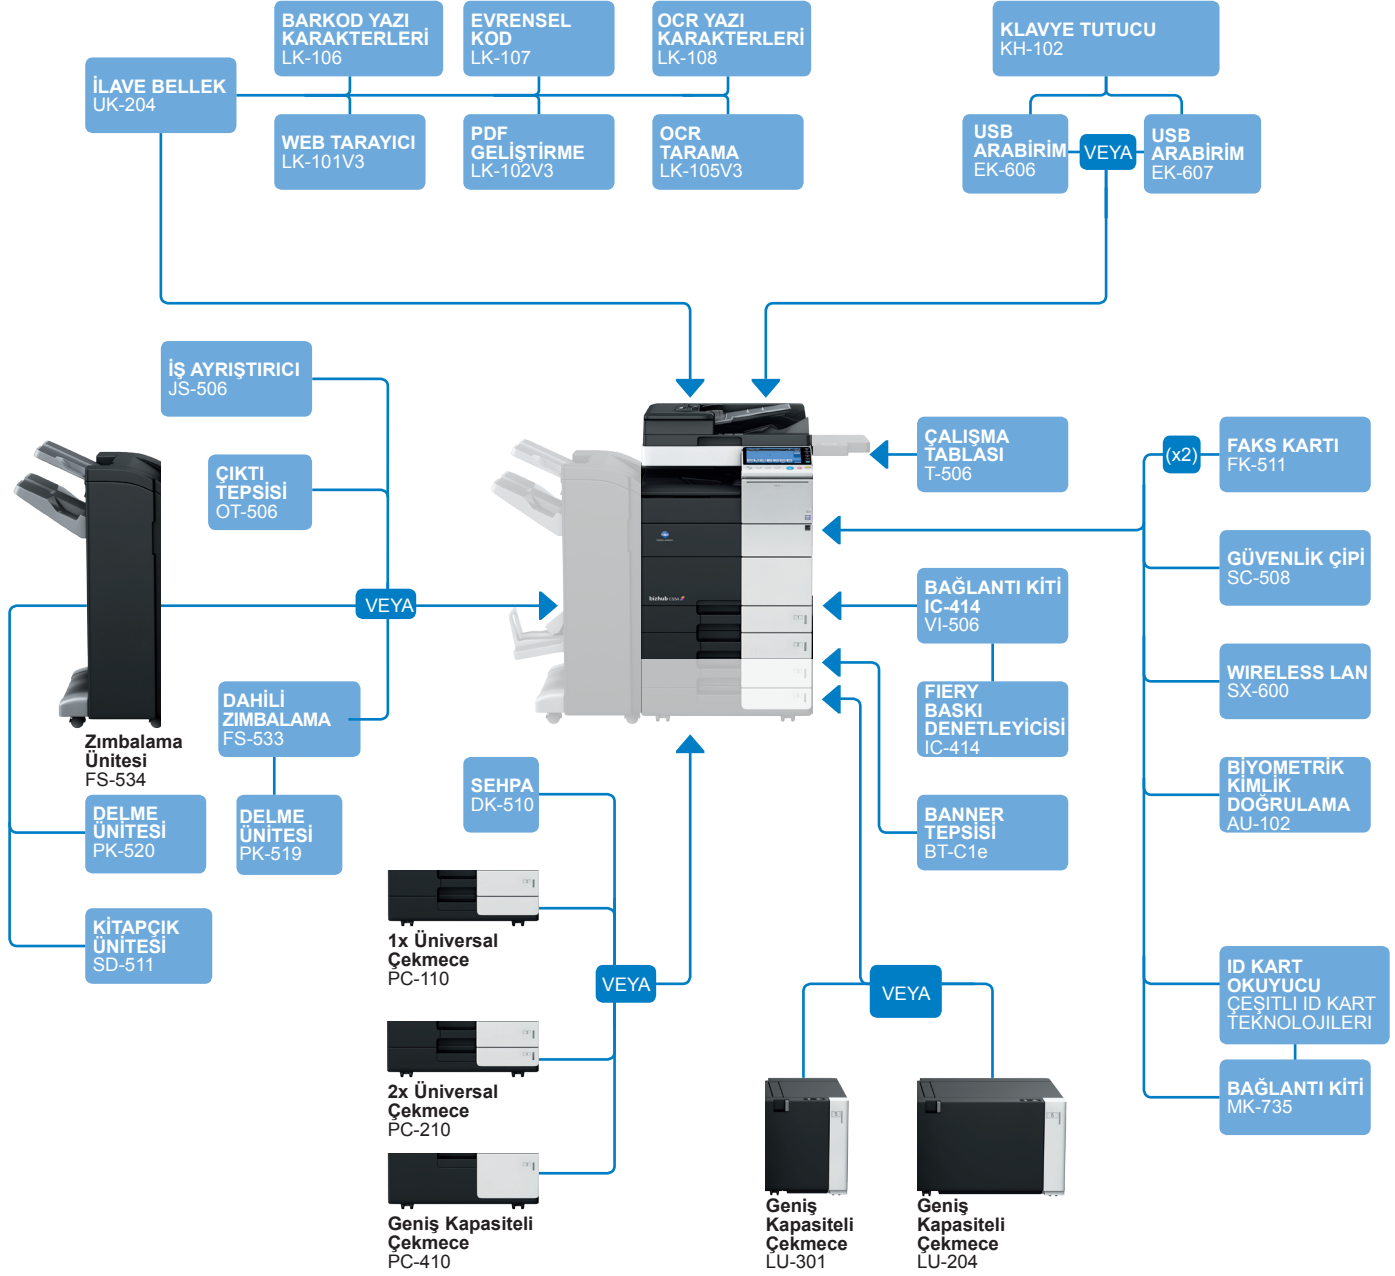 BARKOD YAZI
KARAKTERLERİ
LK-106
EVRENSEL
KOD
LK-107
OCR YAZI
KARAKTERLERİ
LK-108
KLAVYE TUTUCU
KH-102
İLAVE BELLEK
UK-204
WEB TARAYICI
LK-101V3
PDF
GELİŞTİRME
LK-102V3
OCR
TARAMA
LK-105V3
USB
ARABİRİM
EK-606
VEYA
USB
ARABİRİM
EK-607
İŞ AYRIŞTIRICI
JS-506
ÇIKTI
TEPSİSİ
OT-506
VEYA
ÇALIŞMA
TABLASI
T-506
(x2)
FAKS KARTI
FK-511
GÜVENLİK ÇİPİ
SC-508
bizhub C554
BAĞLANTI KİTİ
IC-414
VI-506
WIRELESS LAN
SX-600
FIERY
BASKI
DENETLEYİCİSİ
IC-414
DAHİLİ
ZIMBALAMA
FS-533
Zımbalama
Ünitesi
FS-534
DELME
ÜNİTESİ
PK-520
DELME
ÜNİTESİ
PK-519
SEHPA
DK-510
BANNER
TEPSİSİ
BT-C1e
BİYOMETRİK
KİMLİK
DOĞRULAMA
AU-102
KİTAPÇIK
ÜNİTESİ
SD-511
1x Üniversal
Çekmece
PC-110
VEYA
VEYA
ID KART
OKUYUCU
ÇEŞITLI ID KART
TEKNOLOJILERI
2x Üniversal
Çekmece
PC-210
BAĞLANTI KİTİ
MK-735
Geniş Kapasiteli
Çekmece
PC-410
Geniş
Kapasiteli
Çekmece
LU-301
Geniş
Kapasiteli
Çekmece
LU-204